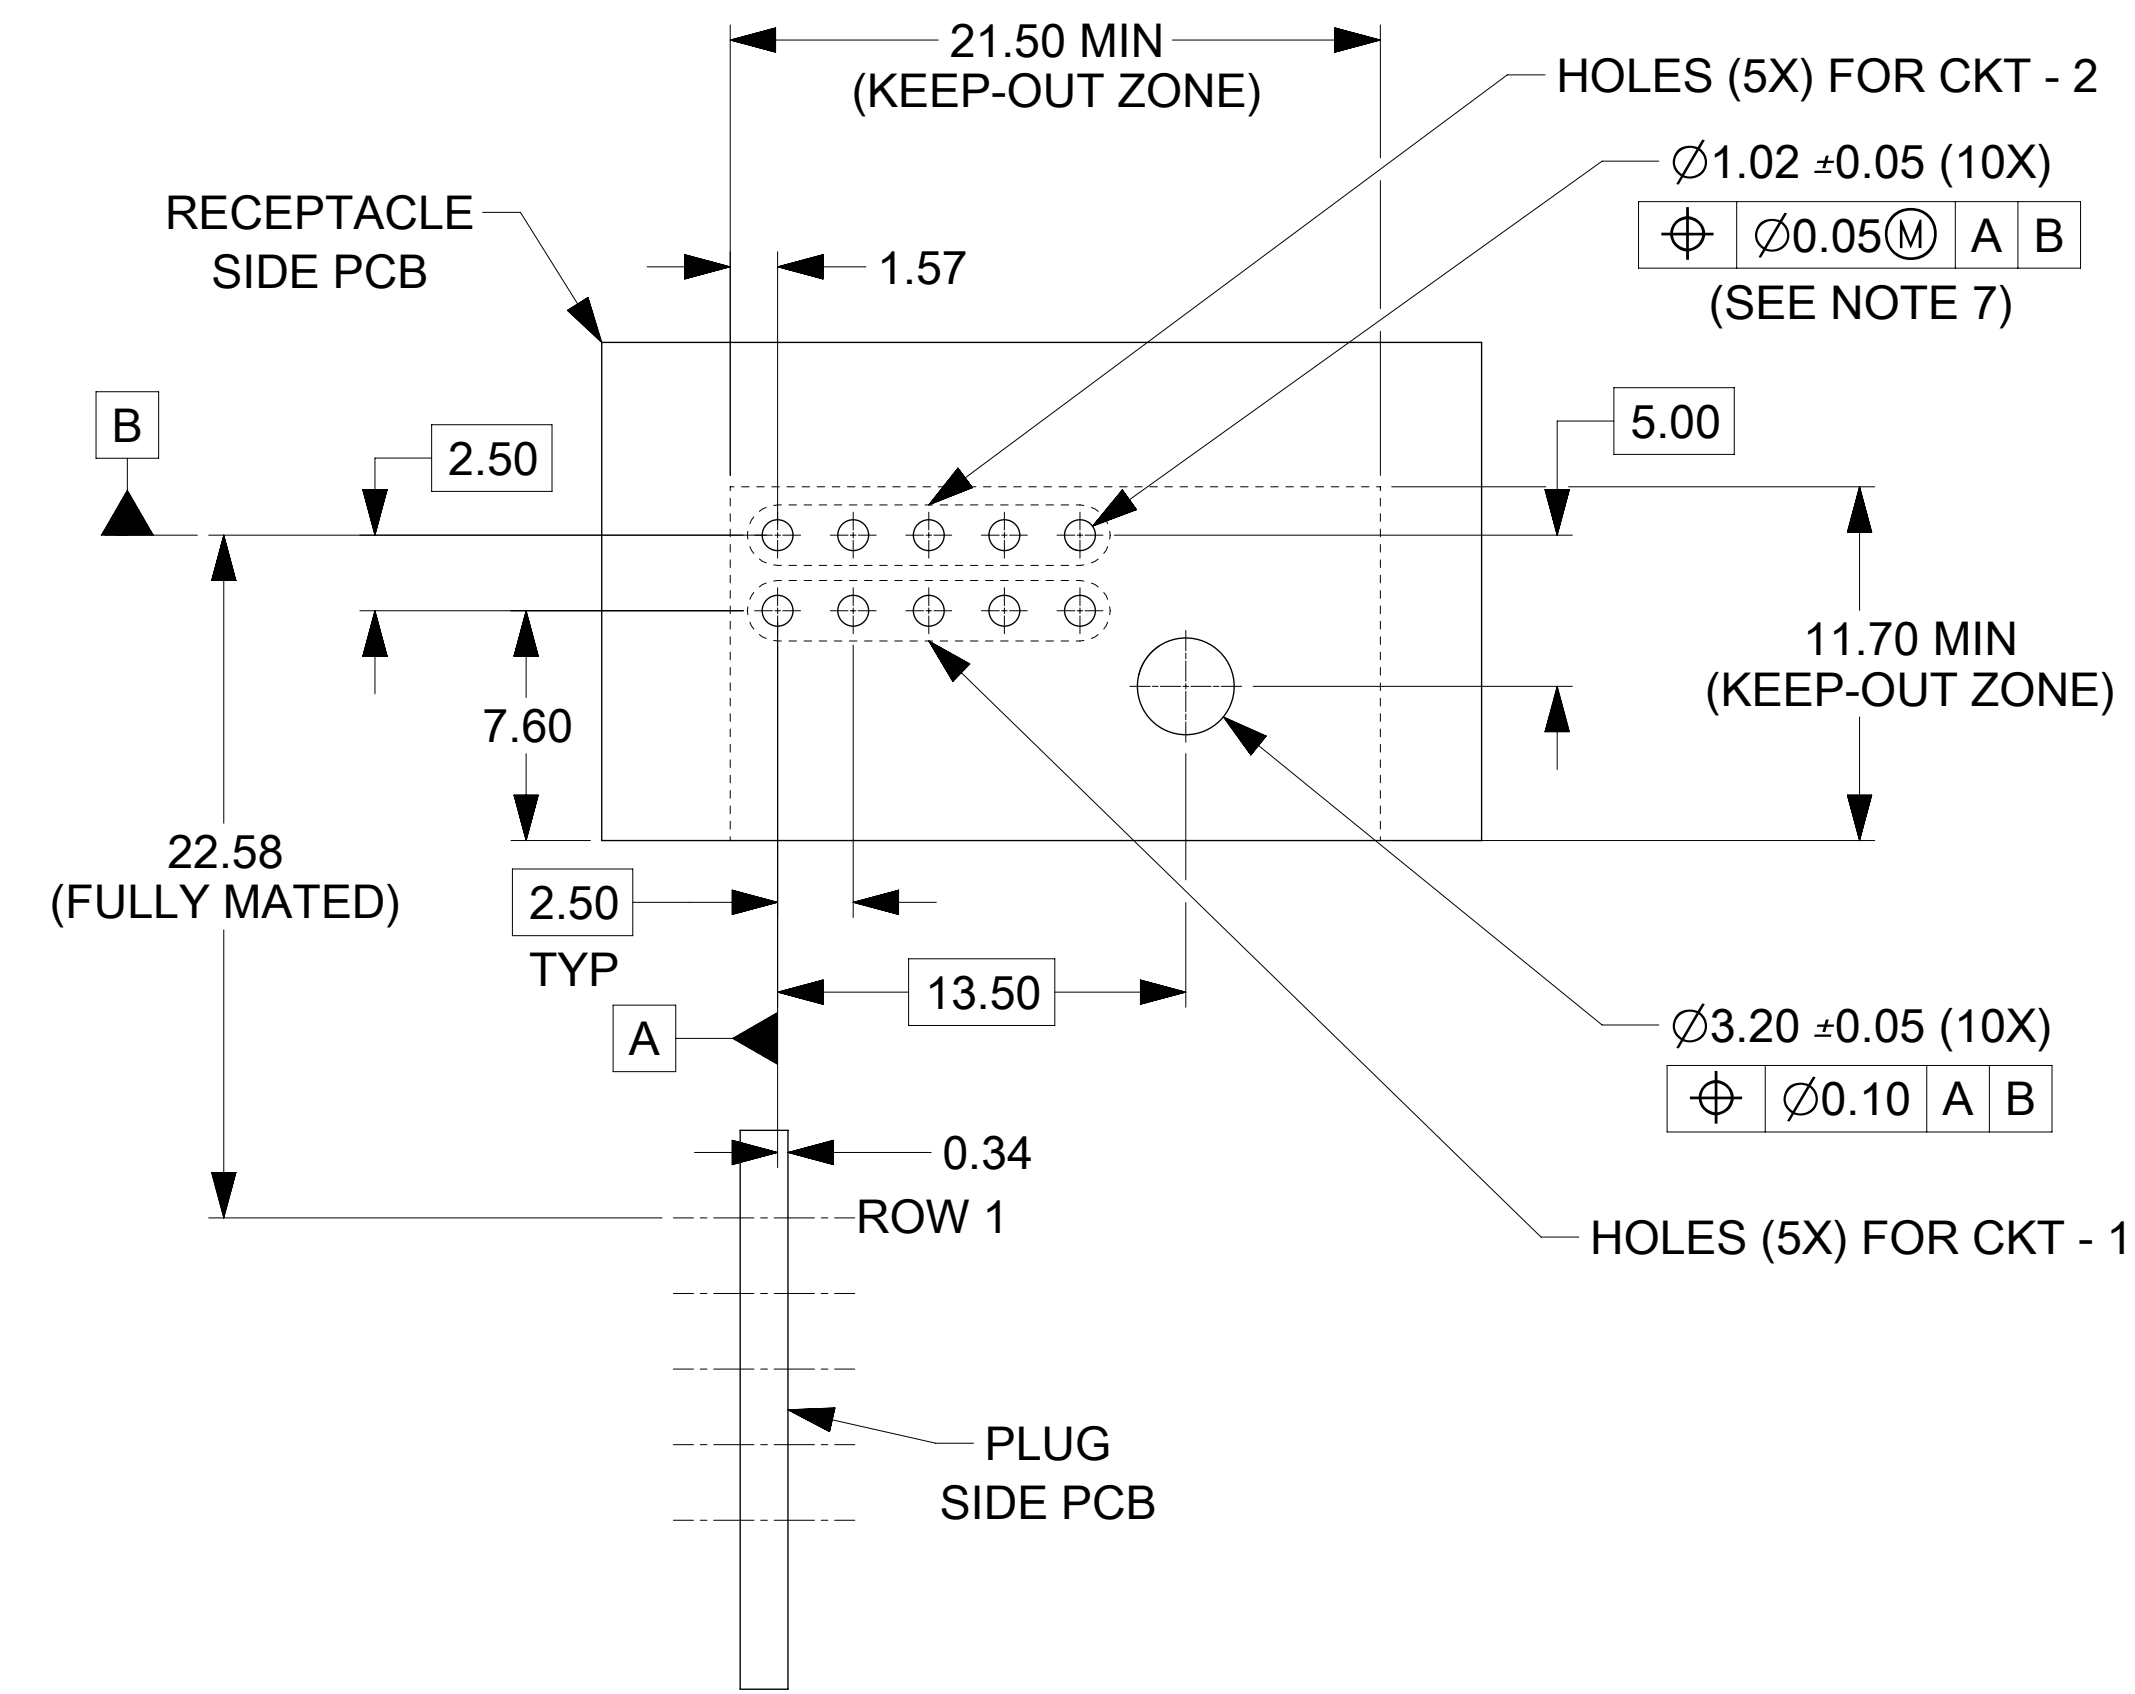 21.50 MIN
(KEEP-OUT ZONE)
HOLES (5X) FOR CKT - 2
∅1.02 ±0.05 (10X)
⌖ ∅0.05Ⓜ A B
(SEE NOTE 7)
RECEPTACLE
SIDE PCB
1.57
B
2.50
5.00
11.70 MIN
(KEEP-OUT ZONE)
7.60
22.58
(FULLY MATED)
2.50
TYP
13.50
A
∅3.20 ±0.05 (10X)
⌖ ∅0.10 A B
0.34
ROW 1
HOLES (5X) FOR CKT - 1
PLUG
SIDE PCB